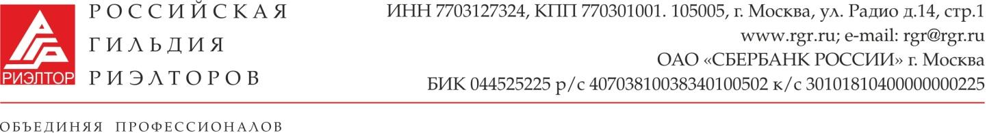 РОССИЙСКАЯ
ГИЛЬДИЯ
РИЭЛТОРОВ
РИЭЛТОР
ИНН 7703127324, КПП 770301001. 105005, г. Москва, ул. Радио д.14, стр.1
www.rgr.ru; e-mail: rgr@rgr.ru
ОАО «СБЕРБАНК РОССИИ» г. Москва
БИК 044525225 р/с 40703810038340100502 к/с 30101810400000000225
ОБЪЕДИНЯЯ ПРОФЕССИОНАЛОВ